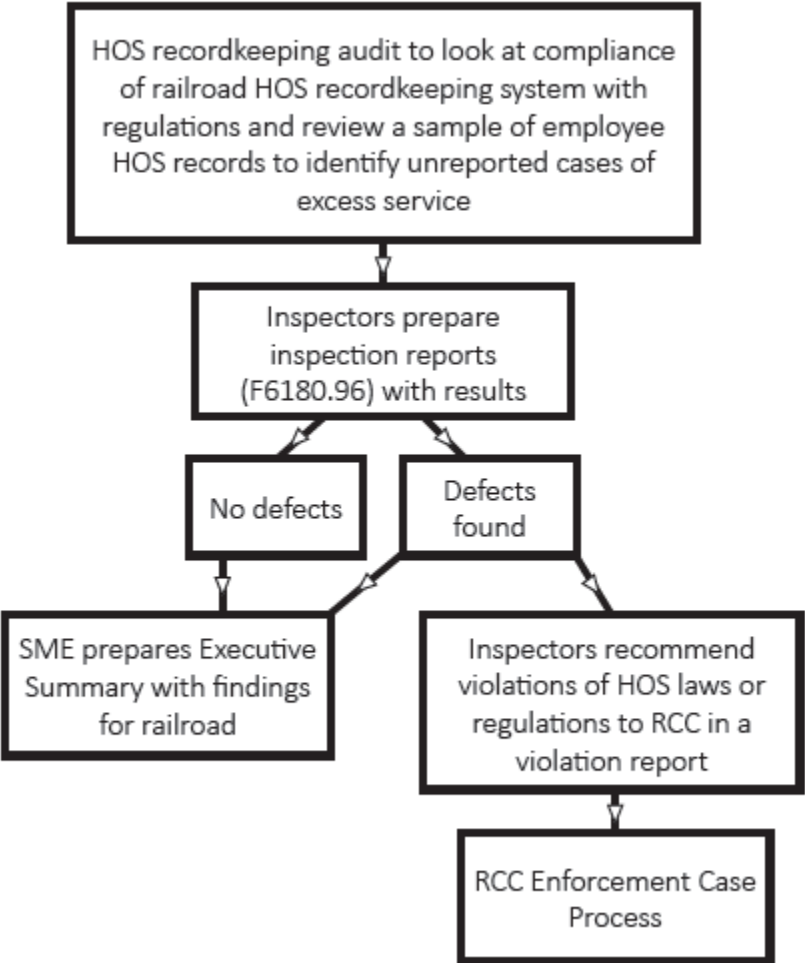 HOS recordkeeping audit to look at compliance
of railroad HOS recordkeeping system with
regulations and review a sample of employee
HOS records to identify unreported cases of
excess service
Inspectors prepare
inspection reports
(F6180.96) with results
No defects
Defects
found
SME prepares Executive
Summary with findings
for railroad
Inspectors recommend
violations of HOS laws or
regulations to RCC in a
violation report
RCC Enforcement Case
Process